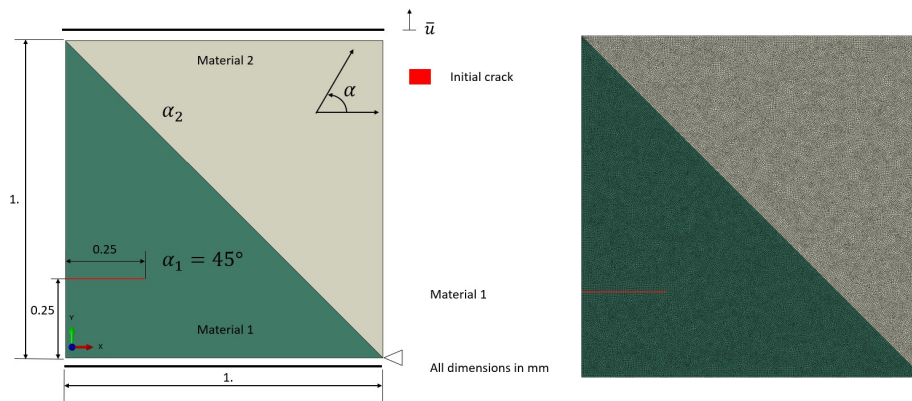 ū
Material 2
Initial crack
α
α₂
1.
0.25
α₁ = 45°
0.25
Material 1
Material 1
Y
X
All dimensions in mm
1.